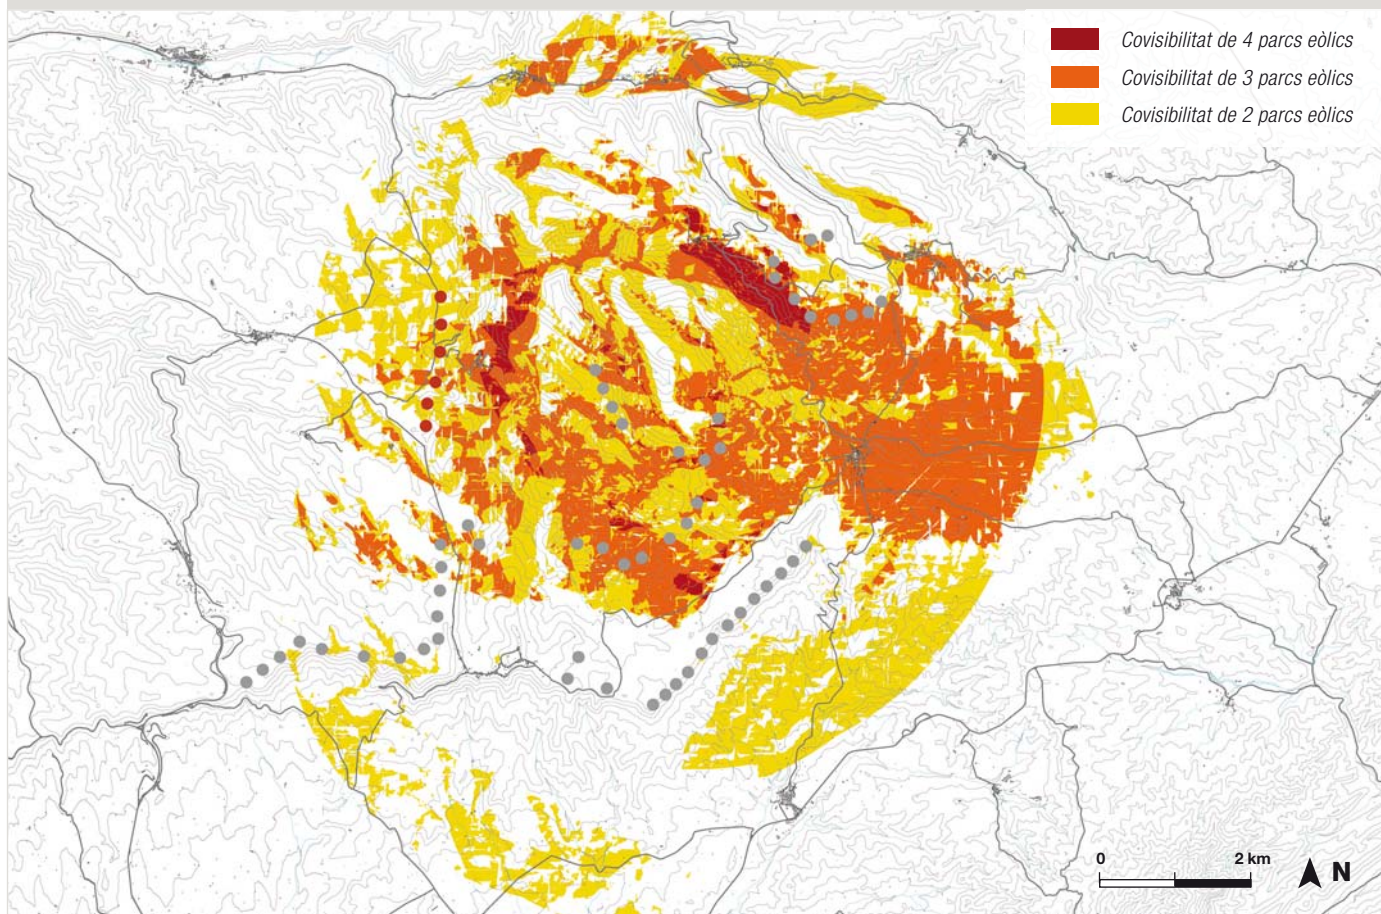 Covisibilitat de 4 parcs eòlics
Covisibilitat de 3 parcs eòlics
Covisibilitat de 2 parcs eòlics
0 2 km
N